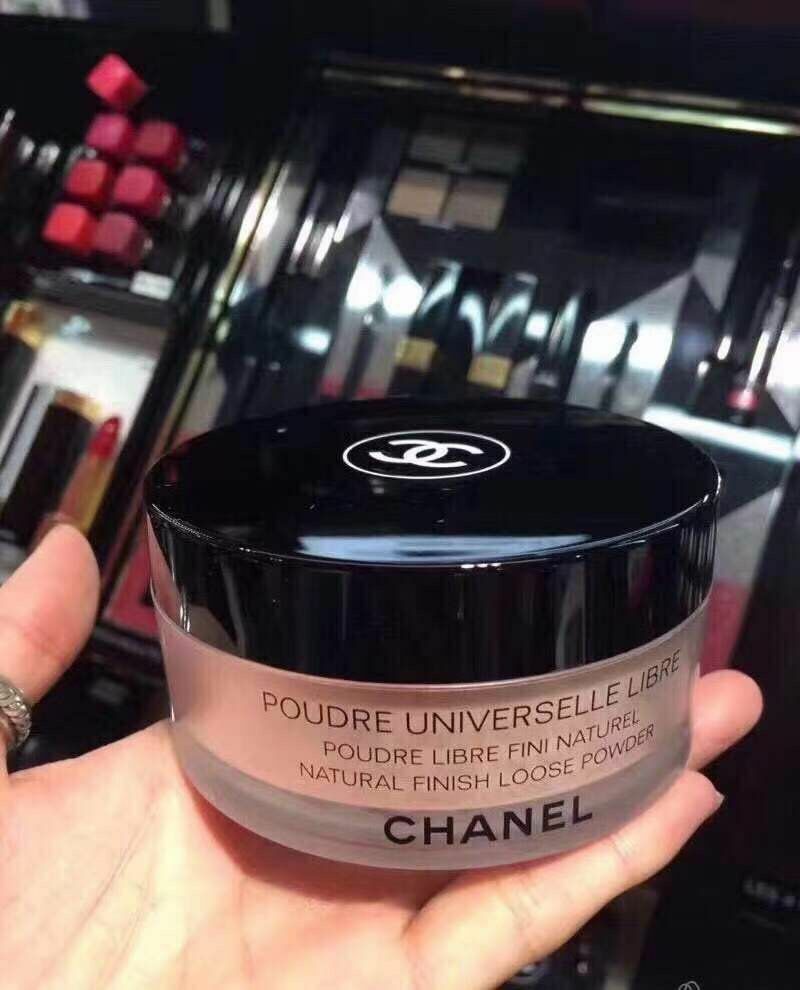 POUDRE UNIVERSELLE LIBRE
POUDRE LIBRE FINI NATUREL
NATURAL FINISH LOOSE POWDER
CHANEL